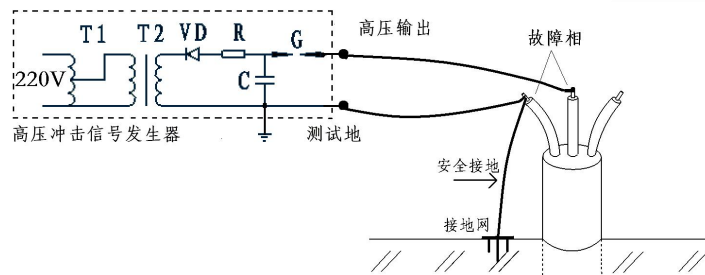 高压输出
T1
T2
VD
R
G
故障相
220V
C
高压冲击信号发生器
测试地
安全接地
接地网